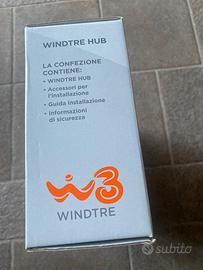 WINDTRE HUB
LA CONFEZIONE
CONTIENE:
• WINDTRE HUB
• Accessori per
l'installazione
• Guida installazione
• Informazioni
di sicurezza
W3
WINDTRE
subito